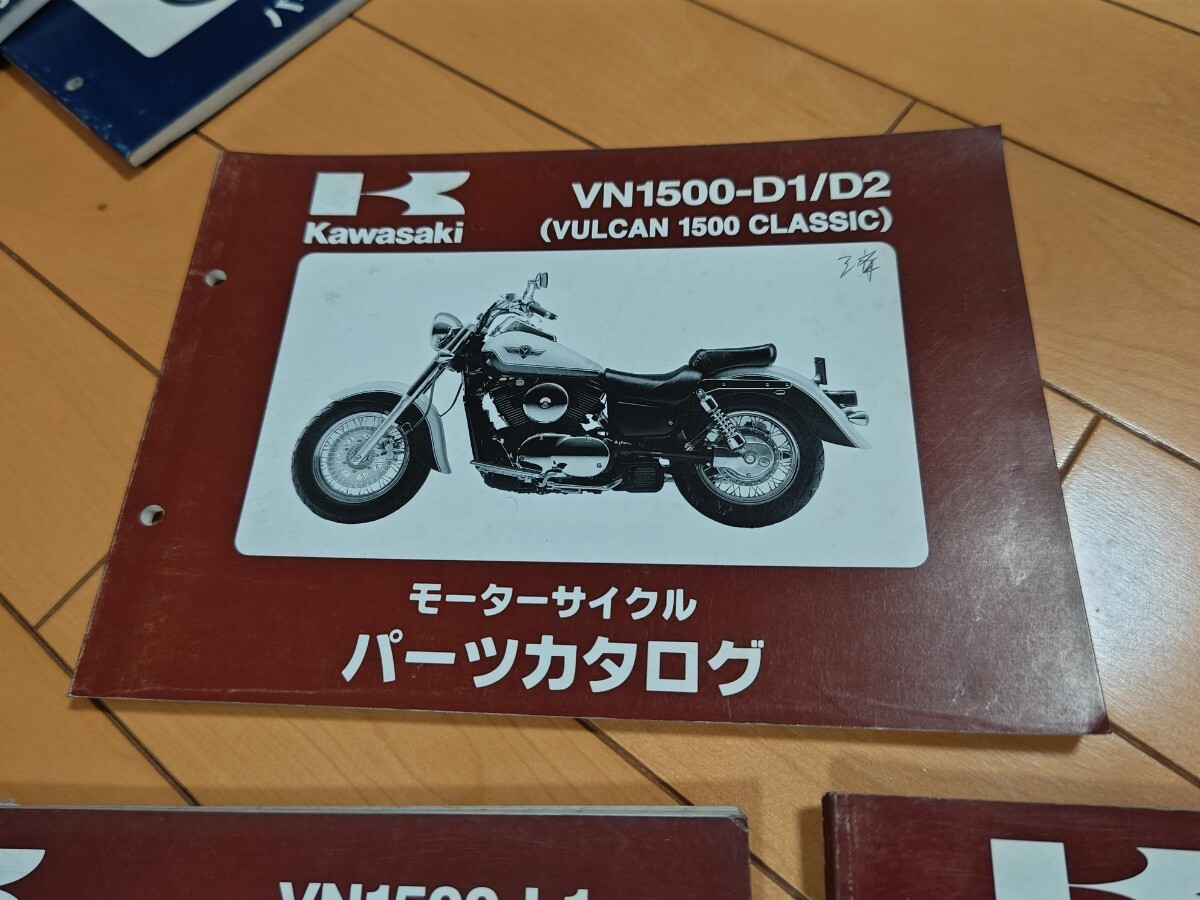 Kawasaki
VN1500-D1/D2
(VULCAN 1500 CLASSIC)
モーターサイクル
パーツカタログ